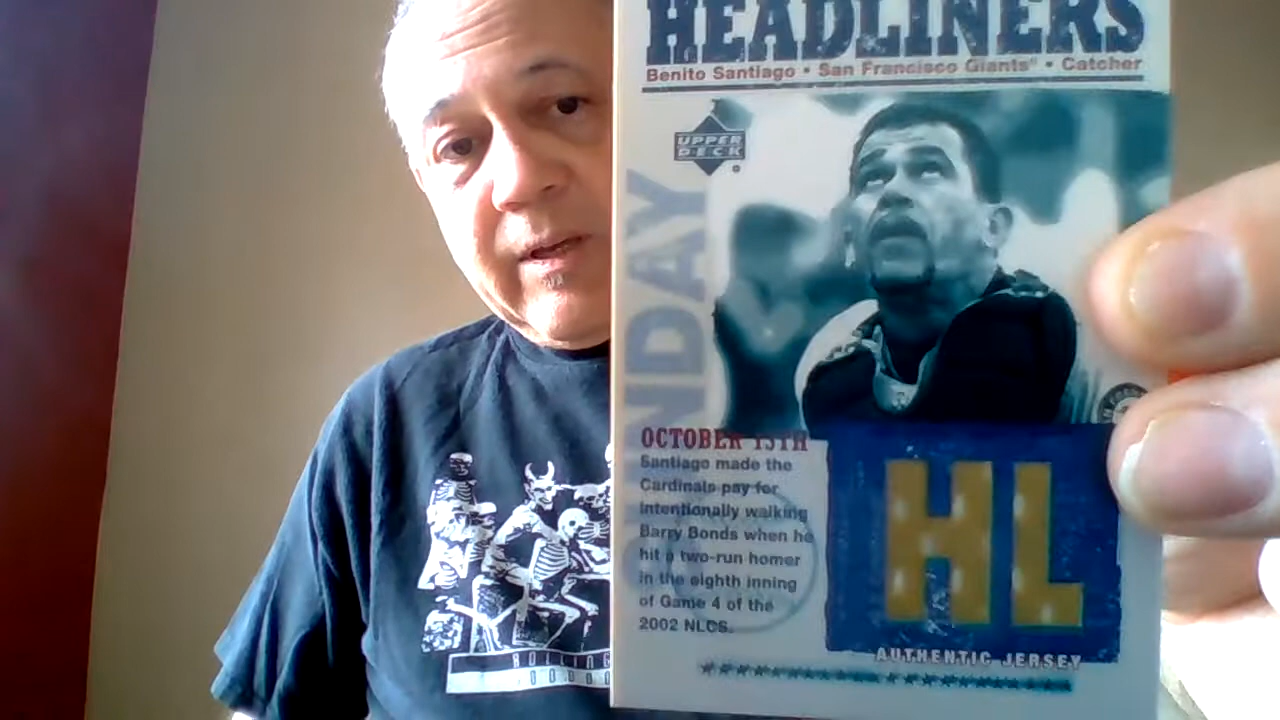 HEADLINERS
Benito Santiago • San Francisco Giants • Catcher
UPPER
DECK
OCTOBER 13TH
Santiago made the
Cardinals pay for
intentionally walking
Barry Bonds when he
hit a two-run homer
in the eighth inning
of Game 4 of the
2002 NLCS.
HL
AUTHENTIC JERSEY